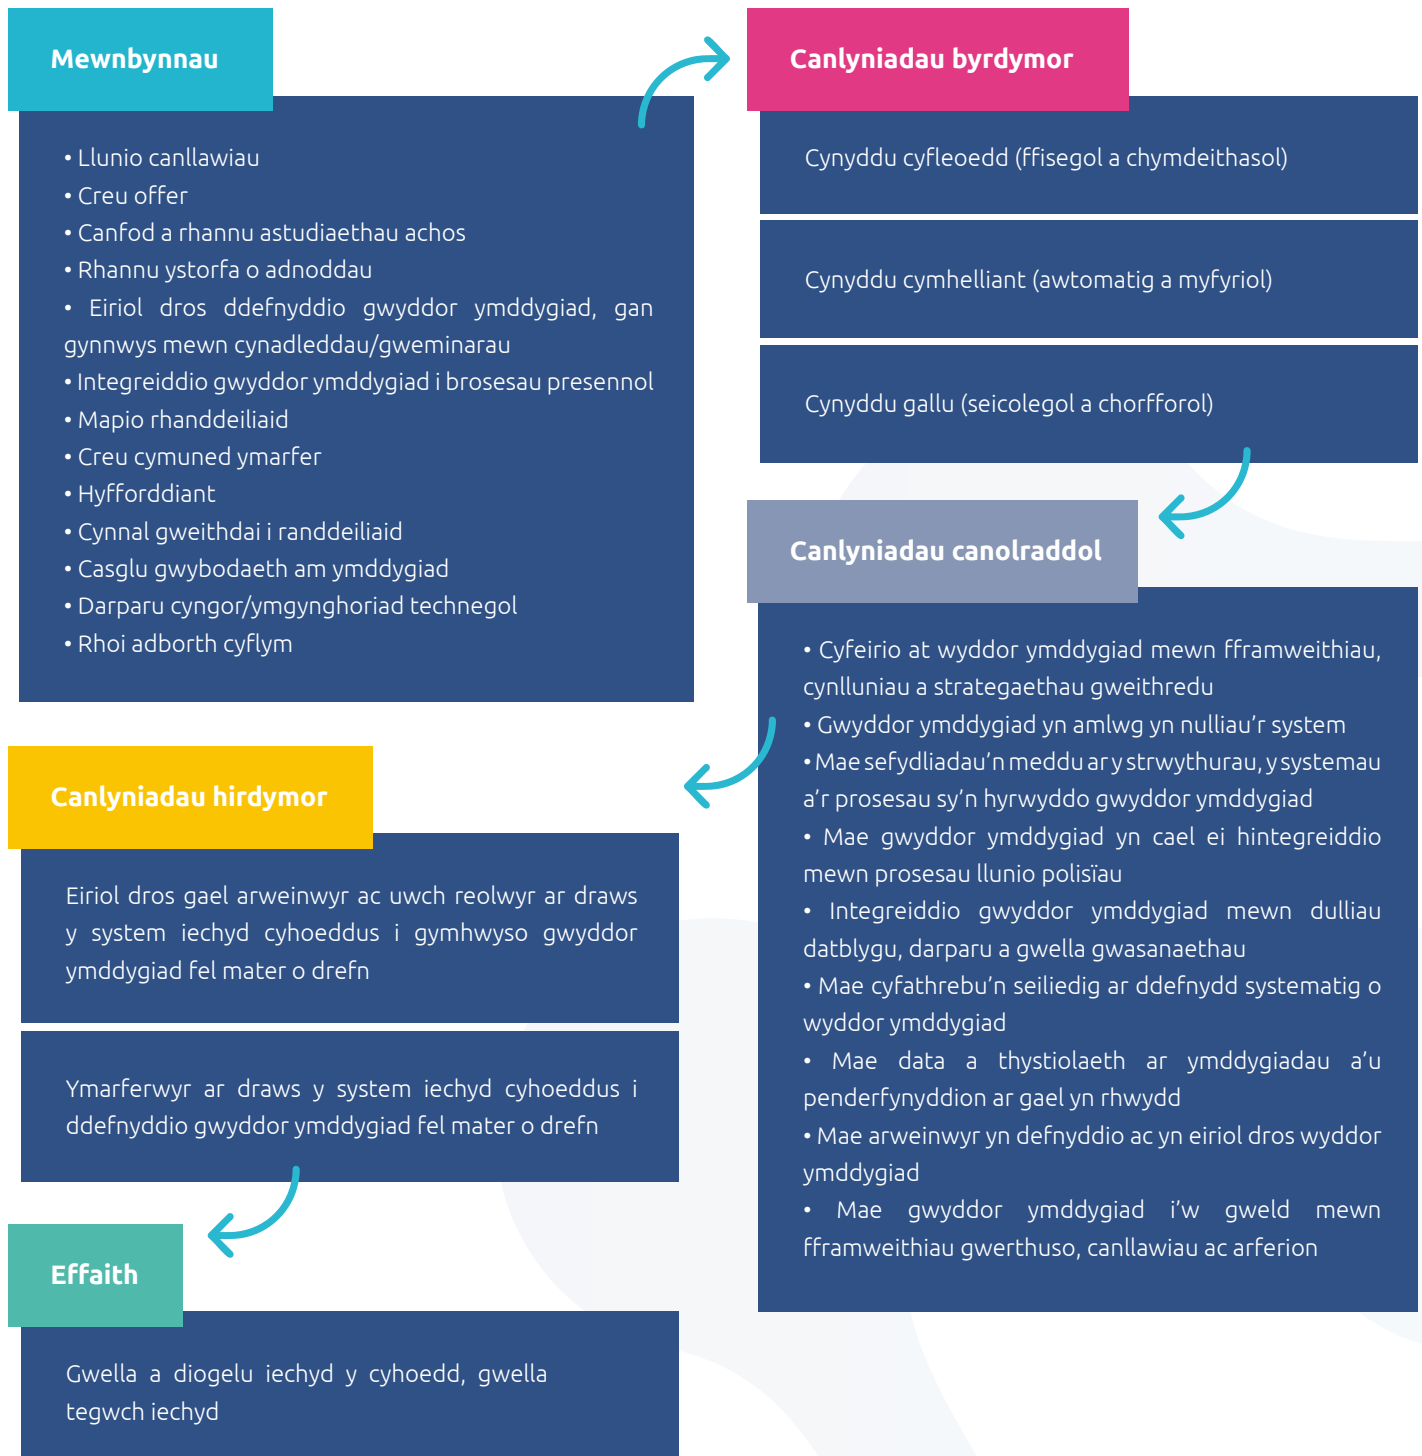 Mewnbynnau
• Llunio canllawiau
• Creu offer
• Canfod a rhannu astudiaethau achos
• Rhannu ystorfa o adnoddau
• Eiriol dros ddefnyddio gwyddor ymddygiad, gan
gynnwys mewn cynadleddau/gweminarau
• Integreiddio gwyddor ymddygiad i brosesau presennol
• Mapio rhanddeiliaid
• Creu cymuned ymarfer
• Hyfforddiant
• Cynnal gweithdai i randdeiliaid
• Casglu gwybodaeth am ymddygiad
• Darparu cyngor/ymgynghoriad technegol
• Rhoi adborth cyflym
Canlyniadau byrdymor
Cynyddu cyfleoedd (ffisegol a chymdeithasol)
Cynyddu cymhelliant (awtomatig a myfyriol)
Cynyddu gallu (seicolegol a chorfforol)
Canlyniadau canolraddol
• Cyfeirio at wyddor ymddygiad mewn fframweithiau,
cynlluniau a strategaethau gweithredu
• Gwyddor ymddygiad yn amlwg yn nulliau'r system
• Mae sefydliadau'n meddu ar y strwythurau, y systemau
a'r prosesau sy'n hyrwyddo gwyddor ymddygiad
• Mae gwyddor ymddygiad yn cael ei hintegreiddio
mewn prosesau llunio polisïau
• Integreiddio gwyddor ymddygiad mewn dulliau
datblygu, darparu a gwella gwasanaethau
• Mae cyfathrebu'n seiliedig ar ddefnydd systematig o
wyddor ymddygiad
• Mae data a thystiolaeth ar ymddygiadau a'u
penderfynyddion ar gael yn rhwydd
• Mae arweinwyr yn defnyddio ac yn eiriol dros wyddor
ymddygiad
• Mae gwyddor ymddygiad i'w gweld mewn
fframweithiau gwerthuso, canllawiau ac arferion
Canlyniadau hirdymor
Eiriol dros gael arweinwyr ac uwch reolwyr ar draws
y system iechyd cyhoeddus i gymhwyso gwyddor
ymddygiad fel mater o drefn
Ymarferwyr ar draws y system iechyd cyhoeddus i
ddefnyddio gwyddor ymddygiad fel mater o drefn
Effaith
Gwella a diogelu iechyd y cyhoedd, gwella
tegwch iechyd